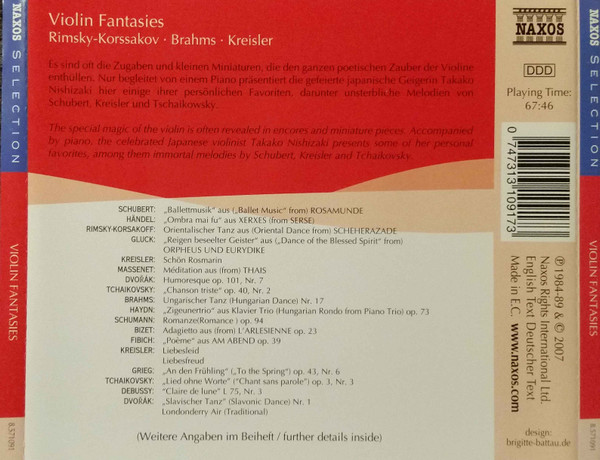 NAXOS SELECTION
VIOLIN FANTASIES
8.571091
Violin Fantasies
Rimsky-Korssakov · Brahms · Kreisler
Es sind oft die Zugaben und kleinen Miniaturen, die den ganzen poetischen Zauber der Violine
enthüllen. Nur begleitet von einem Piano präsentiert die gefeierte japanische Geigerin Takako
Nishizaki hier einige ihrer persönlichen Favoriten, darunter unsterbliche Melodien von
Schubert, Kreisler und Tschaikowsky.
The special magic of the violin is often revealed in encores and miniature pieces. Accompanied
by piano, the celebrated Japanese violinist Takako Nishizaki presents some of her personal
favorites, among them immortal melodies by Schubert, Kreisler and Tchaikovsky.
SCHUBERT: „Ballettmusik" aus („Ballet Music" from) ROSAMUNDE
HÄNDEL: „Ombra mai fu" aus XERXES (from SERSE)
RIMSKY-KORSAKOFF: Orientalischer Tanz aus (Oriental Dance from) SCHEHERAZADE
GLUCK: „Reigen beseelter Geister" aus („Dance of the Blessed Spirit" from)
ORPHEUS UND EURYDIKE
KREISLER: Schön Rosmarin
MASSENET: Méditation aus (from) THAIS
DVOŘÁK: Humoresque op. 101, Nr. 7
TCHAIKOVSKY: „Chanson triste" op. 40, Nr. 2
BRAHMS: Ungarischer Tanz (Hungarian Dance) Nr. 17
HAYDN: „Zigeunertrio" aus Klavier Trio (Hungarian Rondo from Piano Trio) op. 73
SCHUMANN: Romanze(Romance ) op. 94
BIZET: Adagietto aus (from) L'ARLESIENNE op. 23
FIBICH: „Poème" aus AM ABEND op. 39
KREISLER: Liebesleid
Liebesfreud
GRIEG: „An den Frühling" („To the Spring") op. 43, Nr. 6
TCHAIKOVSKY: „Lied ohne Worte" ("Chant sans parole") op. 3, Nr. 3
DEBUSSY: "Claire de lune" L 75, Nr. 3
DVOŘÁK: „Slavischer Tanz" (Slavonic Dance) Nr. 1
Londonderry Air (Traditional)
(Weitere Angaben im Beiheft / further details inside)
NAXOS
DDD
Playing Time:
67:46
0 747313 109173
℗ 1984-89 & © 2007
Naxos Rights International Ltd.
English Text Deutscher Text
Made in E.C. www.naxos.com
design:
brigitte-battau.de
NAXOS SELECTION
VIOLIN FANTASIES
8.571091